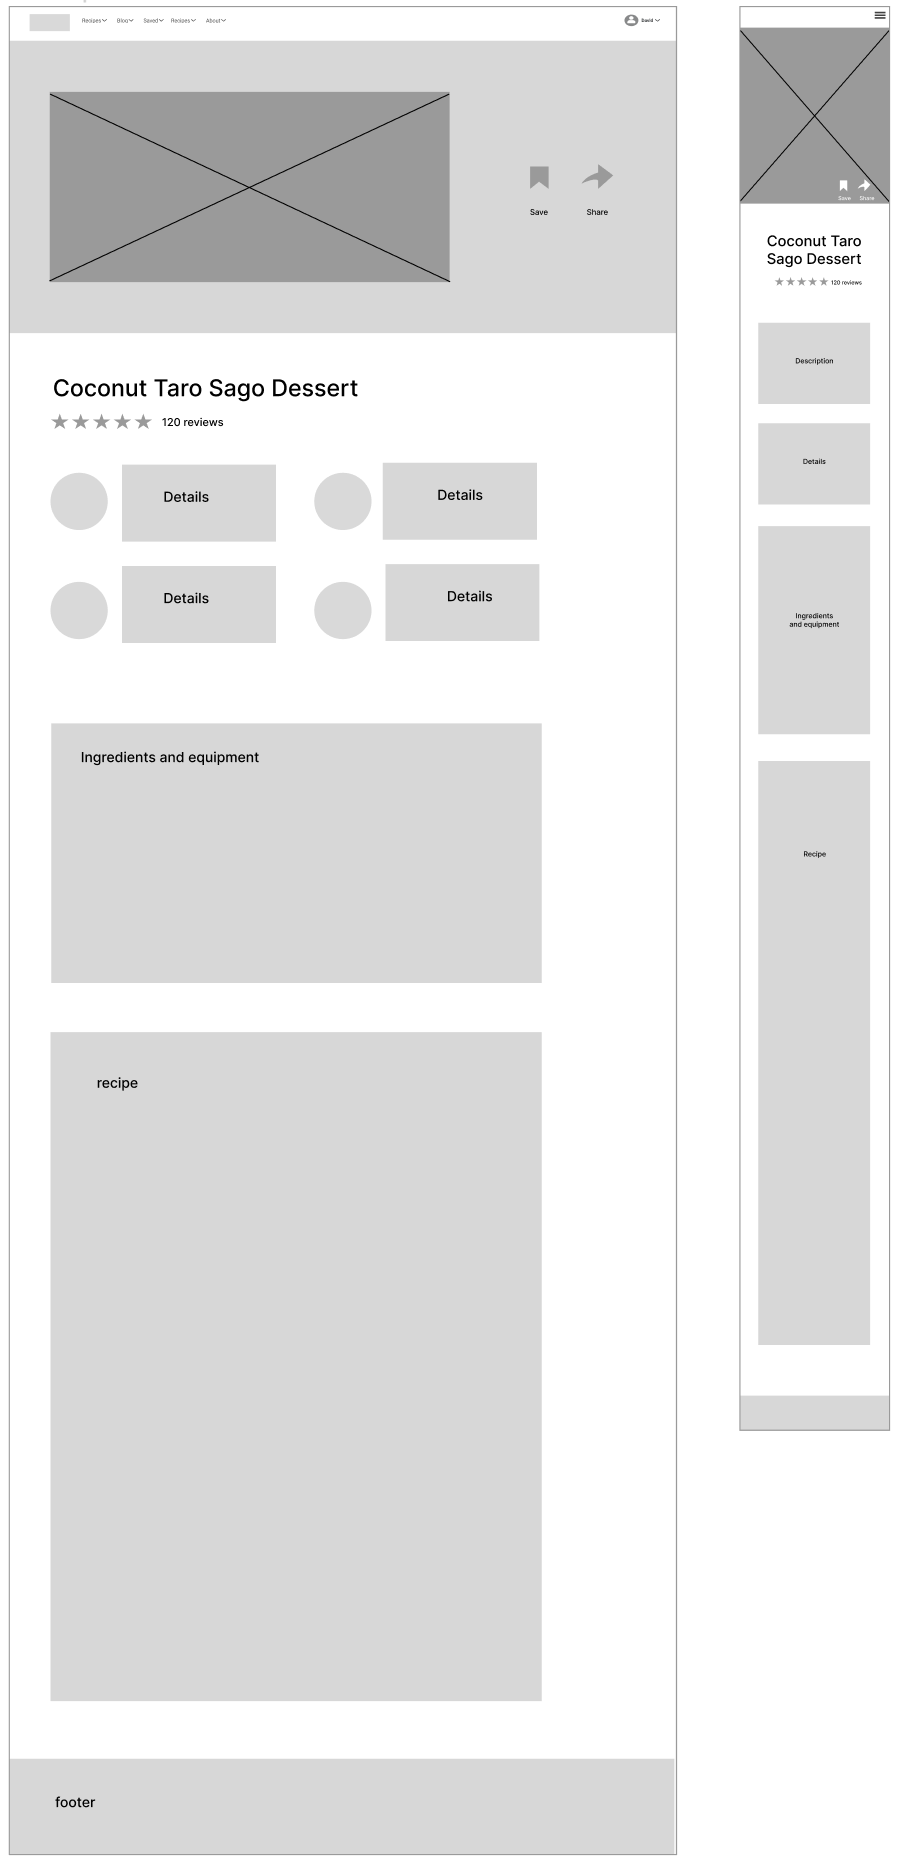 Recipes Blog Saved Recipes About David
Save Share
Coconut Taro Sago Dessert
120 reviews
Details Details
Details Details
Ingredients and equipment
recipe
footer
Save Share
Coconut Taro
Sago Dessert
120 reviews
Description
Details
Ingredients
and equipment
Recipe